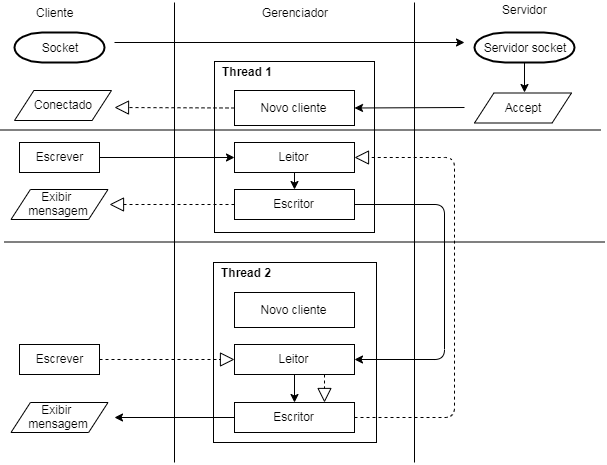 Cliente
Gerenciador
Servidor
Socket
Servidor socket
Thread 1
Conectado
Novo cliente
Accept
Escrever
Leitor
Exibir
mensagem
Escritor
Thread 2
Novo cliente
Escrever
Leitor
Exibir
mensagem
Escritor